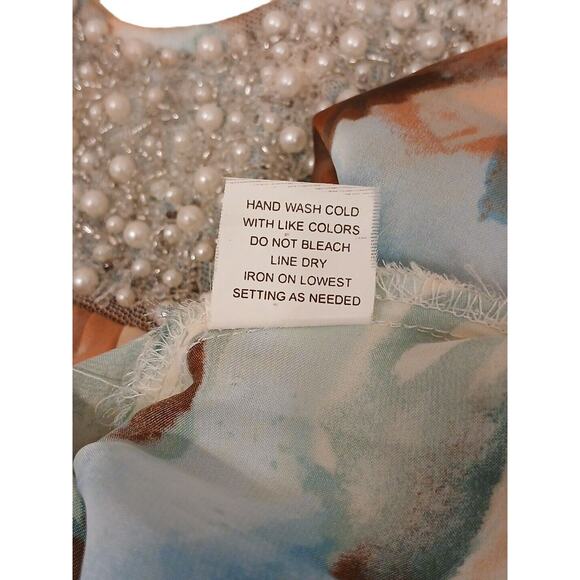 HAND WASH COLD
WITH LIKE COLORS
DO NOT BLEACH
LINE DRY
IRON ON LOWEST
SETTING AS NEEDED